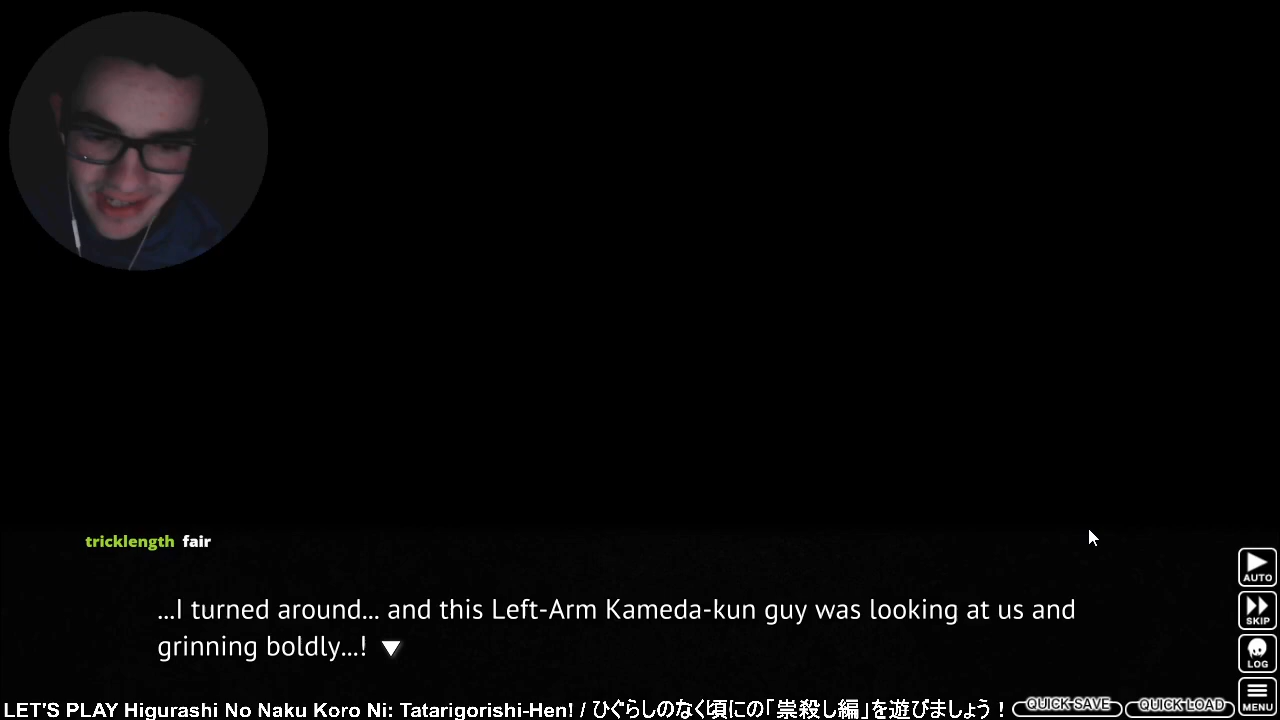 tricklength fair
...I turned around... and this Left-Arm Kameda-kun guy was looking at us and
grinning boldly...!
AUTO
SKIP
LOG
MENU
LET'S PLAY Higurashi No Naku Koro Ni: Tatarigorishi-Hen! / ひぐらしのなく頃にの「祟殺し編」を遊びましょう！
QUICK SAVE
QUICK LOAD